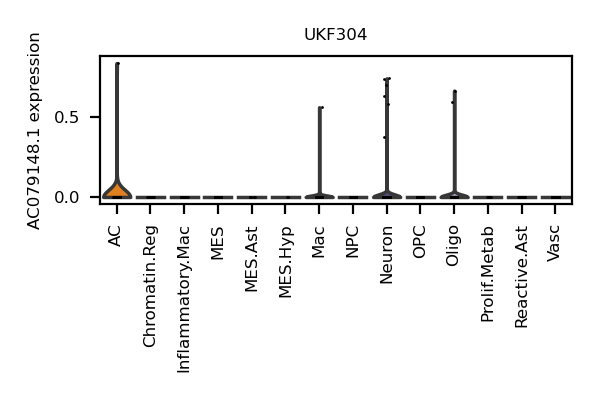 UKF304
AC079148.1 expression
0.5
0.0
AC
Chromatin.Reg
Inflammatory.Mac
MES
MES.Ast
MES.Hyp
Mac
NPC
Neuron
OPC
Oligo
Prolif.Metab
Reactive.Ast
Vasc